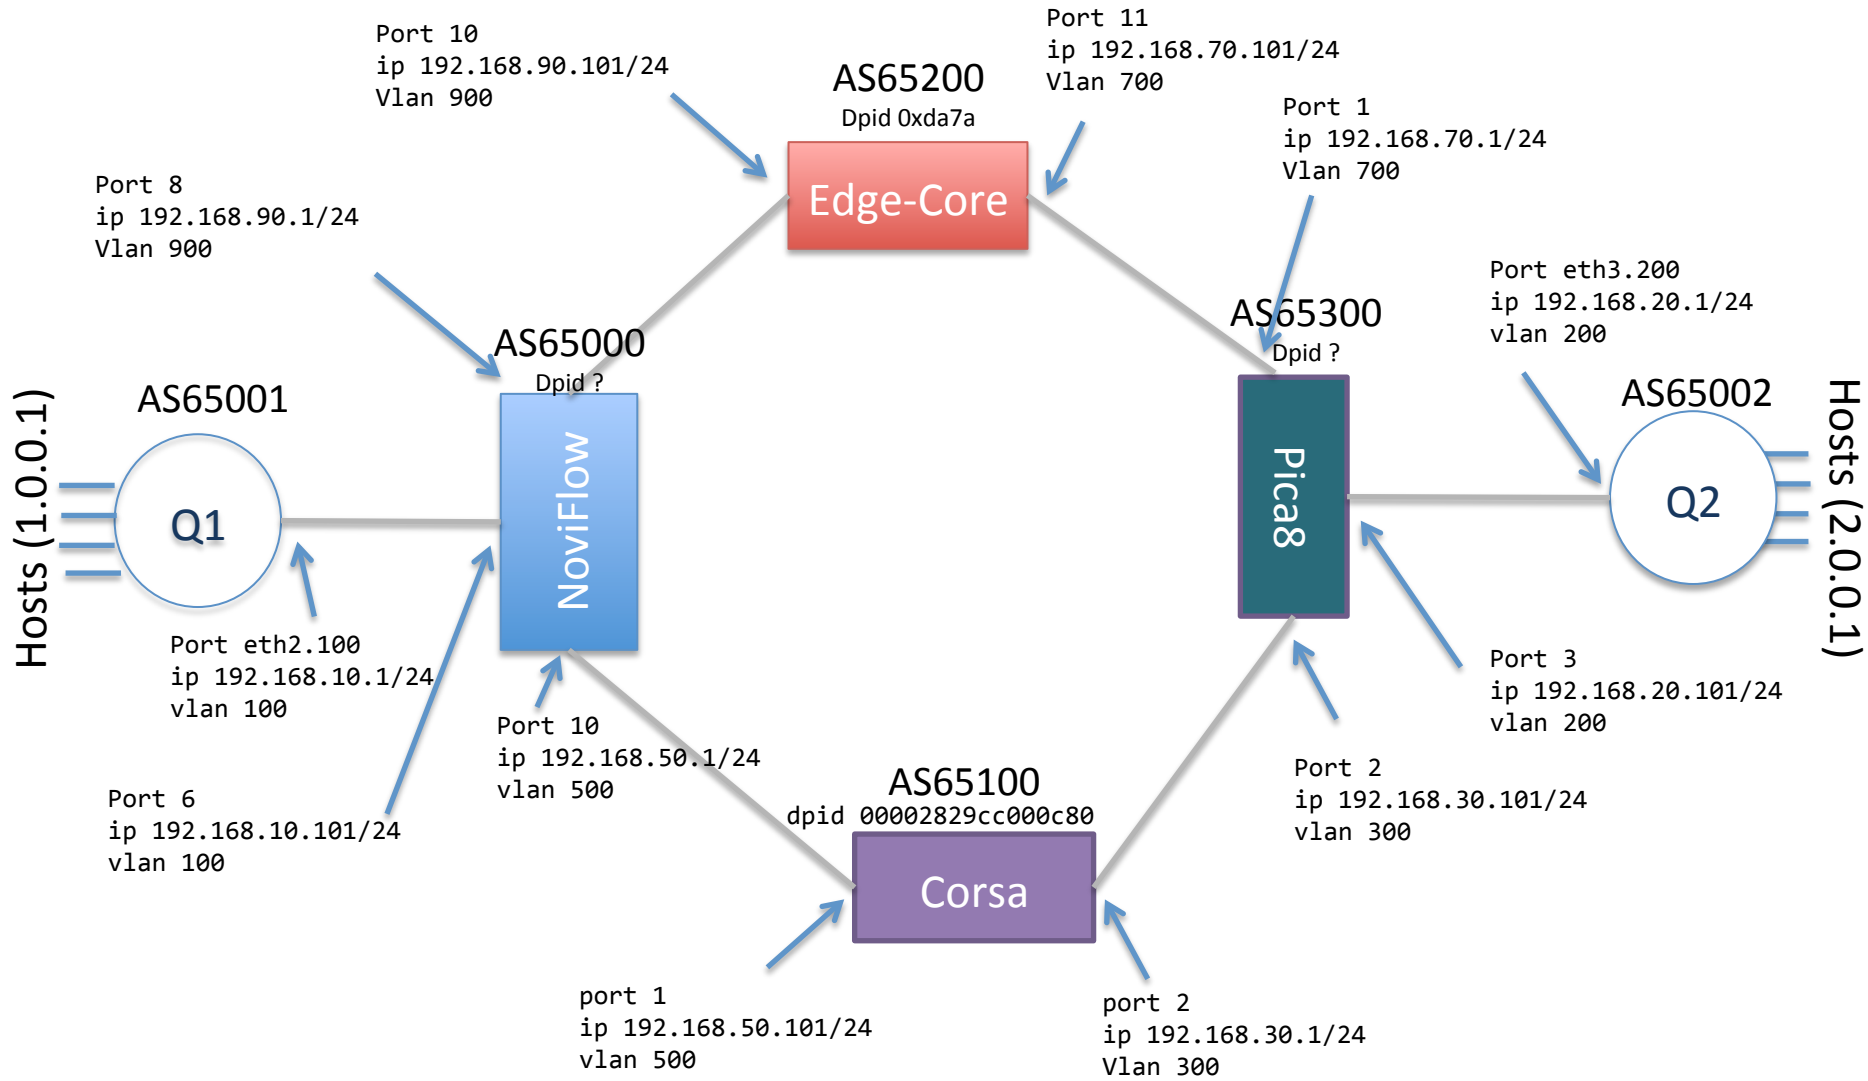 Port 10
ip 192.168.90.101/24
Vlan 900
AS65200
Dpid 0xda7a
Edge-Core
Port 11
ip 192.168.70.101/24
Vlan 700
Port 1
ip 192.168.70.1/24
Vlan 700
Port 8
ip 192.168.90.1/24
Vlan 900
AS65000
Dpid ?
NoviFlow
AS65300
Dpid ?
Pica8
Port eth3.200
ip 192.168.20.1/24
vlan 200
AS65001
Q1
Hosts (1.0.0.1)
AS65002
Q2
Hosts (2.0.0.1)
Port eth2.100
ip 192.168.10.1/24
vlan 100
Port 6
ip 192.168.10.101/24
vlan 100
Port 10
ip 192.168.50.1/24
vlan 500
AS65100
dpid 00002829cc000c80
Corsa
Port 3
ip 192.168.20.101/24
vlan 200
Port 2
ip 192.168.30.101/24
vlan 300
port 1
ip 192.168.50.101/24
vlan 500
port 2
ip 192.168.30.1/24
Vlan 300